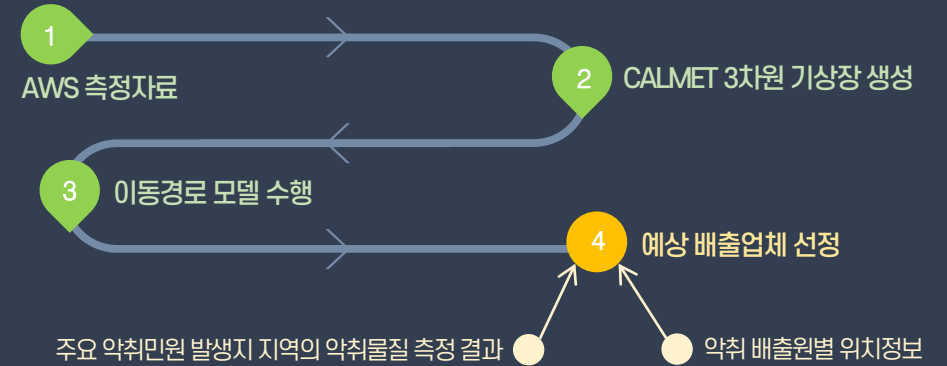 1
AWS 측정자료
2
CALMET 3차원 기상장 생성
3
이동경로 모델 수행
4
예상 배출업체 선정
주요 악취민원 발생지 지역의 악취물질 측정 결과
악취 배출원별 위치정보